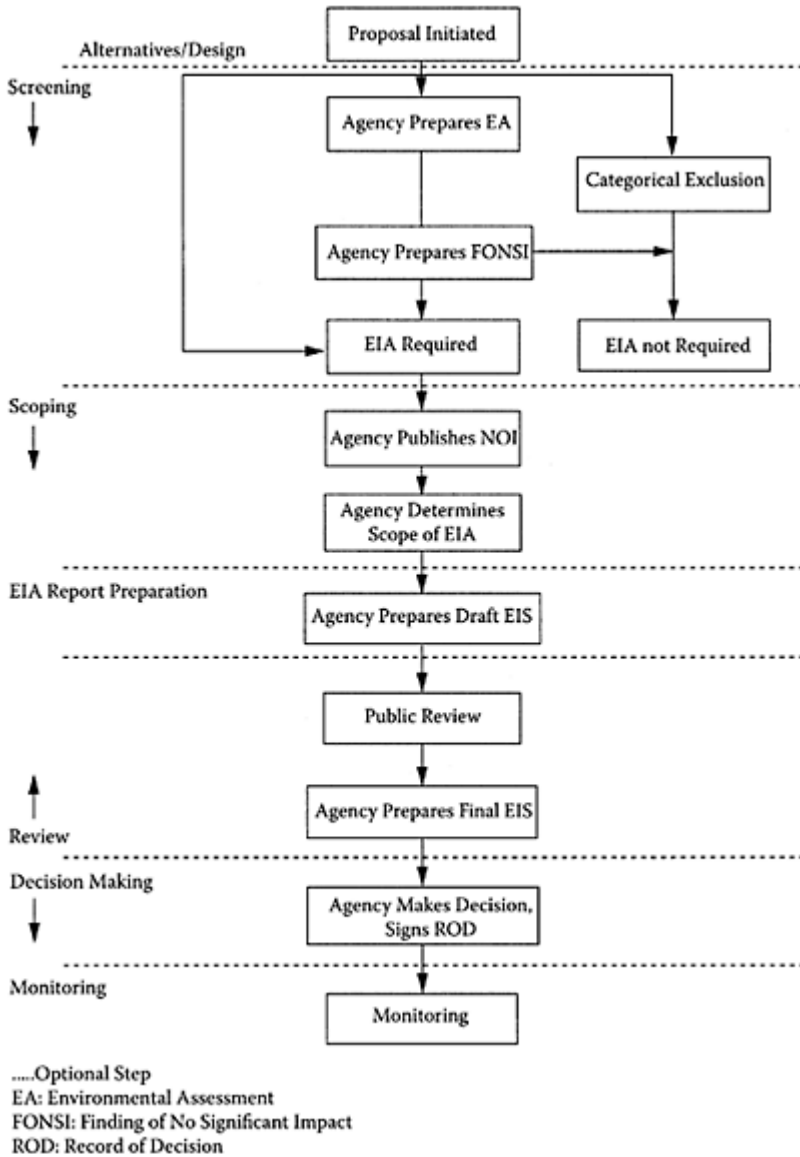 Proposal Initiated
Alternatives/Design
Screening
Agency Prepares EA
Categorical Exclusion
Agency Prepares FONSI
EIA Required
EIA not Required
Scoping
Agency Publishes NOI
Agency Determines
Scope of EIA
EIA Report Preparation
Agency Prepares Draft EIS
Public Review
Agency Prepares Final EIS
Review
Decision Making
Agency Makes Decision,
Signs ROD
Monitoring
Monitoring
.....Optional Step
EA: Environmental Assessment
FONSI: Finding of No Significant Impact
ROD: Record of Decision